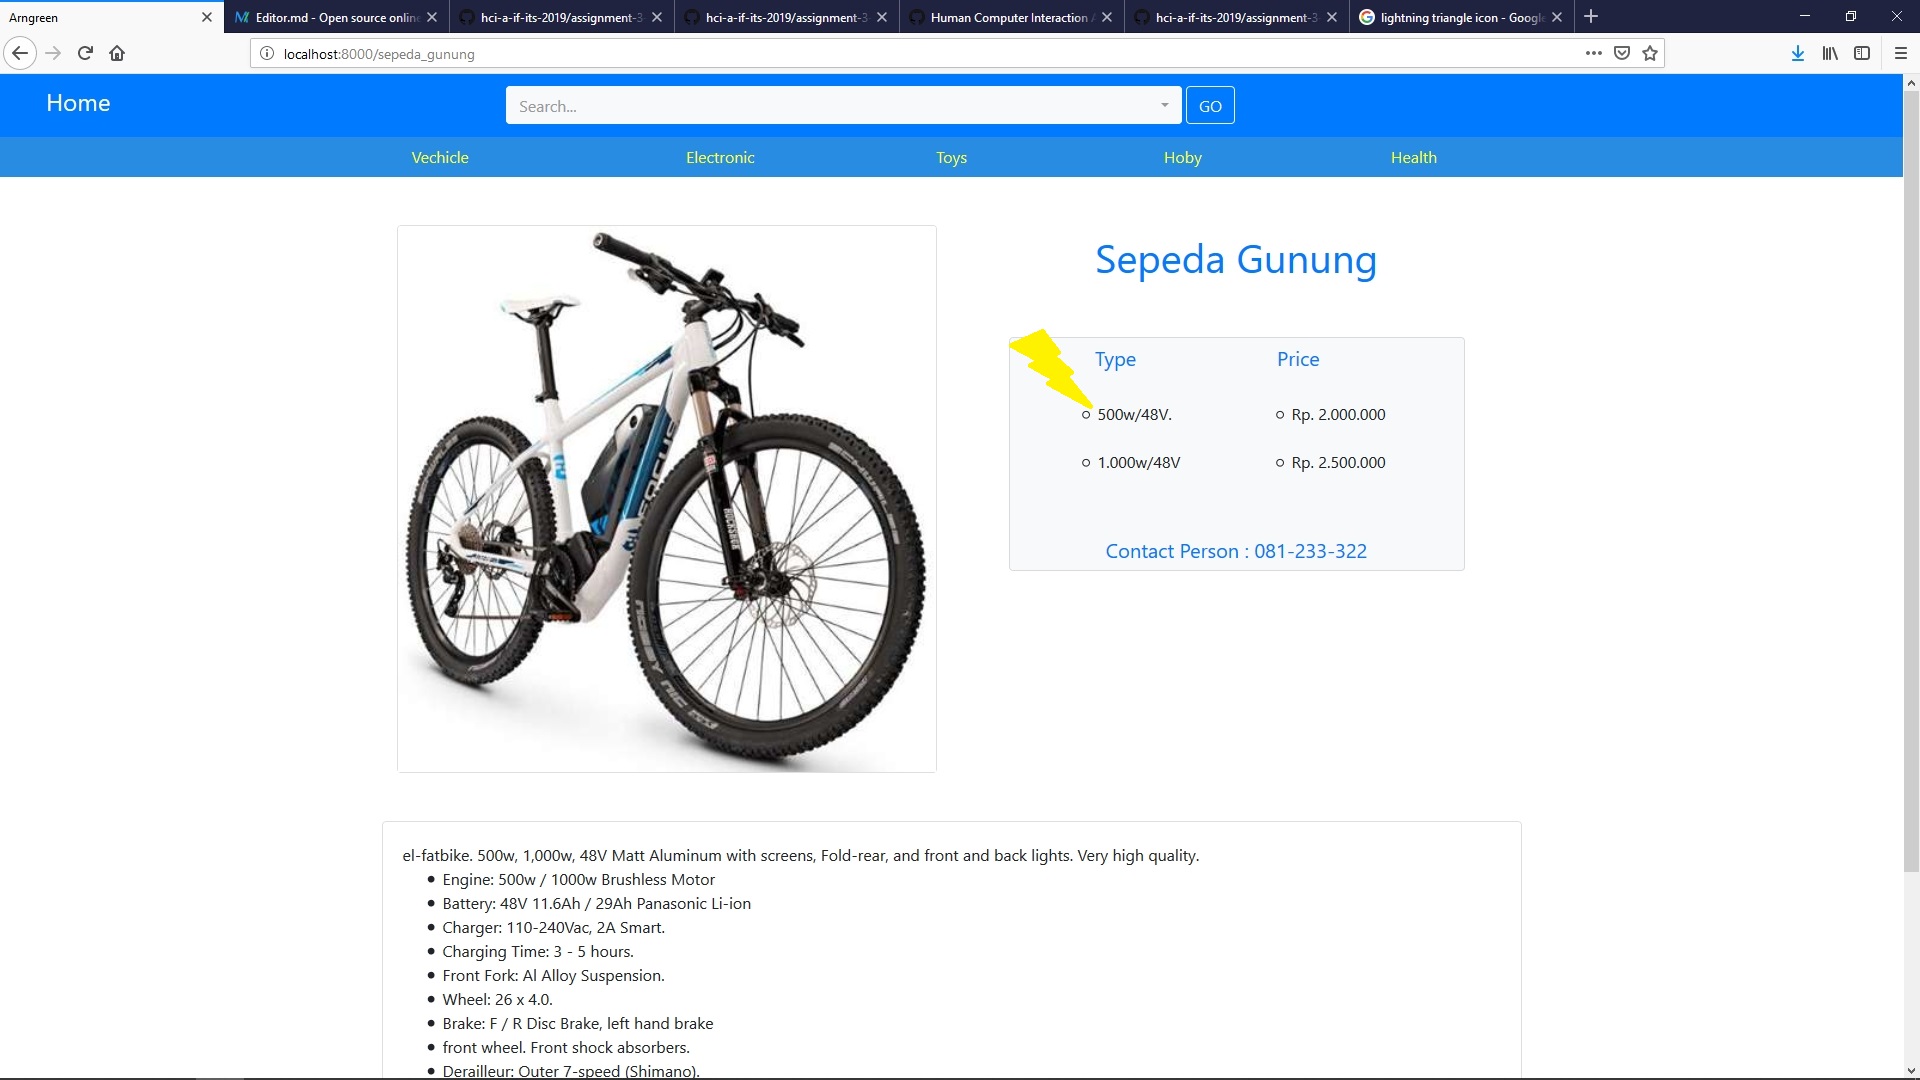 Arngreen
Editor.md - Open source online
hci-a-if-its-2019/assignment-3-
hci-a-if-its-2019/assignment-3-
Human Computer Interaction A
hci-a-if-its-2019/assignment-3-
lightning triangle icon - Google
localhost:8000/sepeda_gunung
Home
Search...
GO
Vechicle
Electronic
Toys
Hoby
Health
Sepeda Gunung
Type
Price
500w/48V.
Rp. 2.000.000
1.000w/48V
Rp. 2.500.000
Contact Person : 081-233-322
FOCUS
ROCKSHOX
SCHWALBE
el-fatbike. 500w, 1,000w, 48V Matt Aluminum with screens, Fold-rear, and front and back lights. Very high quality.
Engine: 500w / 1000w Brushless Motor
Battery: 48V 11.6Ah / 29Ah Panasonic Li-ion
Charger: 110-240Vac, 2A Smart.
Charging Time: 3 - 5 hours.
Front Fork: Al Alloy Suspension.
Wheel: 26 x 4.0.
Brake: F / R Disc Brake, left hand brake
front wheel. Front shock absorbers.
Derailleur: Outer 7-speed (Shimano).